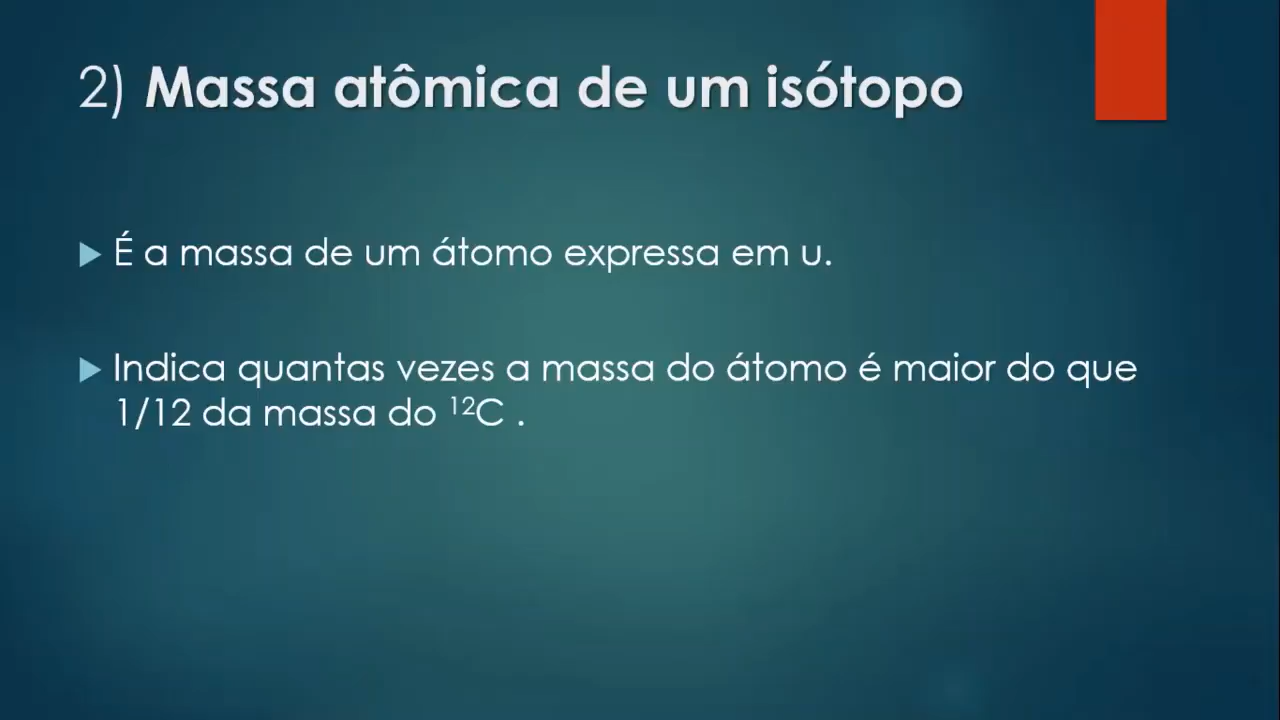 2) Massa atômica de um isótopo
É a massa de um átomo expressa em u.
Indica quantas vezes a massa do átomo é maior do que
1/12 da massa do ¹²C .